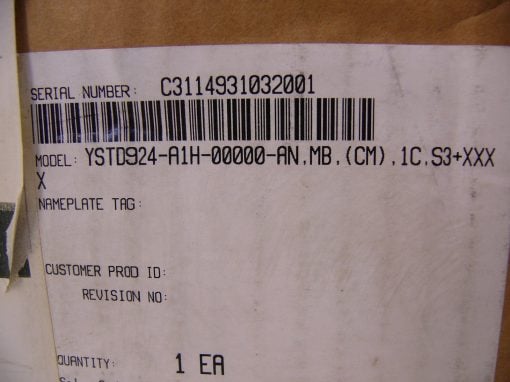 SERIAL NUMBER: C3114931032001
MODEL: YSTD924-A1H-00000-AN,MB,(CM),1C,S3+XXX
X
NAMEPLATE TAG:
CUSTOMER PROD ID:
REVISION NO:
QUANTITY: 1 EA